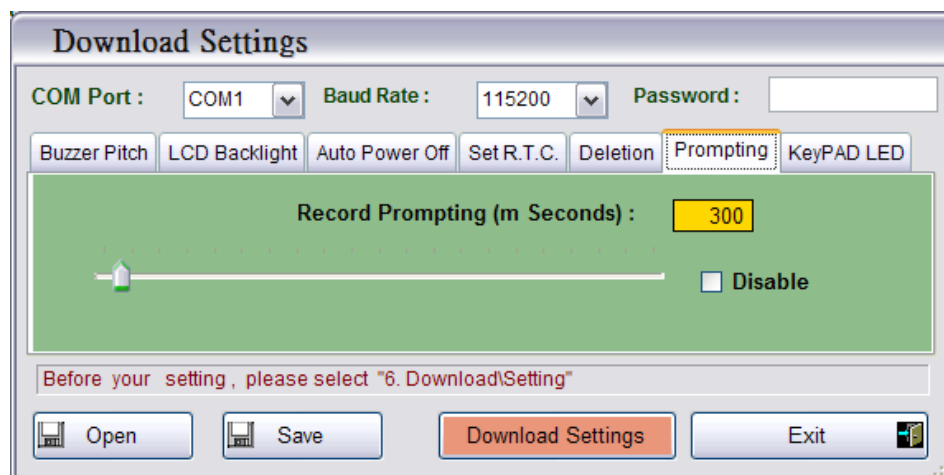 Download Settings
COM Port : COM1 Baud Rate : 115200 Password :
Buzzer Pitch LCD Backlight Auto Power Off Set R.T.C. Deletion Prompting KeyPAD LED
Record Prompting (m Seconds) : 300
Disable
Before your setting , please select "6. Download\Setting"
Open Save Download Settings Exit